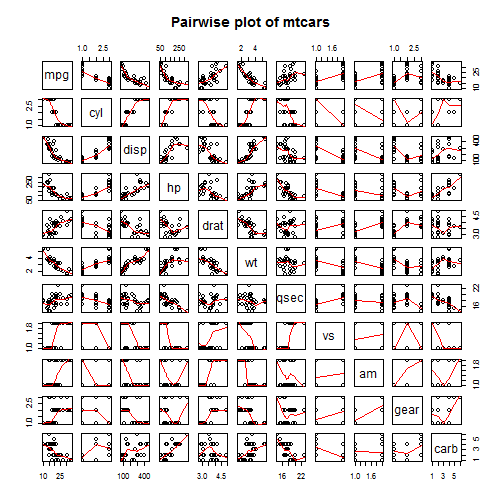 Pairwise plot of mtcars
1.0 2.5 50 250 2 4 1.0 1.6 1.0 2.5
mpg 10 25
1.0 2.5 cyl
disp 100 400
50 250 hp
drat 3.0 4.5
2 4 wt
qsec 16 22
1.0 1.8 vs
am 1.0 1.8
1.0 2.5 gear
carb 1 3 5
10 25 100 400 3.0 4.5 16 22 1.0 1.6 1 3 5